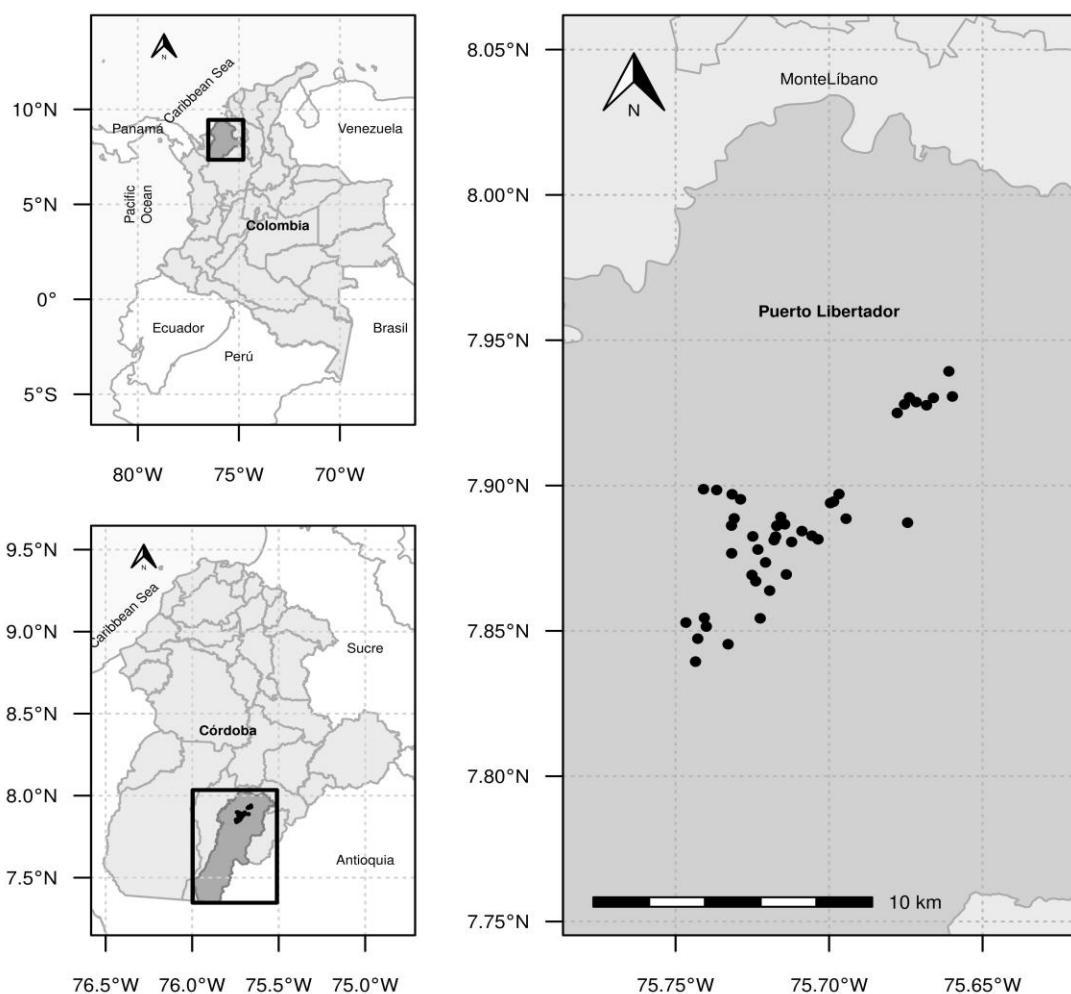 N
Caribbean Sea
10°N
Panamá
Venezuela
Pacific
Ocean
5°N
Colombia
0°
Ecuador
Brasil
Perú
5°S
80°W
75°W
70°W
9.5°N
N
Caribbean Sea
9.0°N
Sucre
8.5°N
Córdoba
8.0°N
Antioquia
7.5°N
76.5°W
76.0°W
75.5°W
75.0°W
8.05°N
MonteLíbano
N
8.00°N
Puerto Libertador
7.95°N
7.90°N
7.85°N
7.80°N
10 km
7.75°N
75.75°W
75.70°W
75.65°W